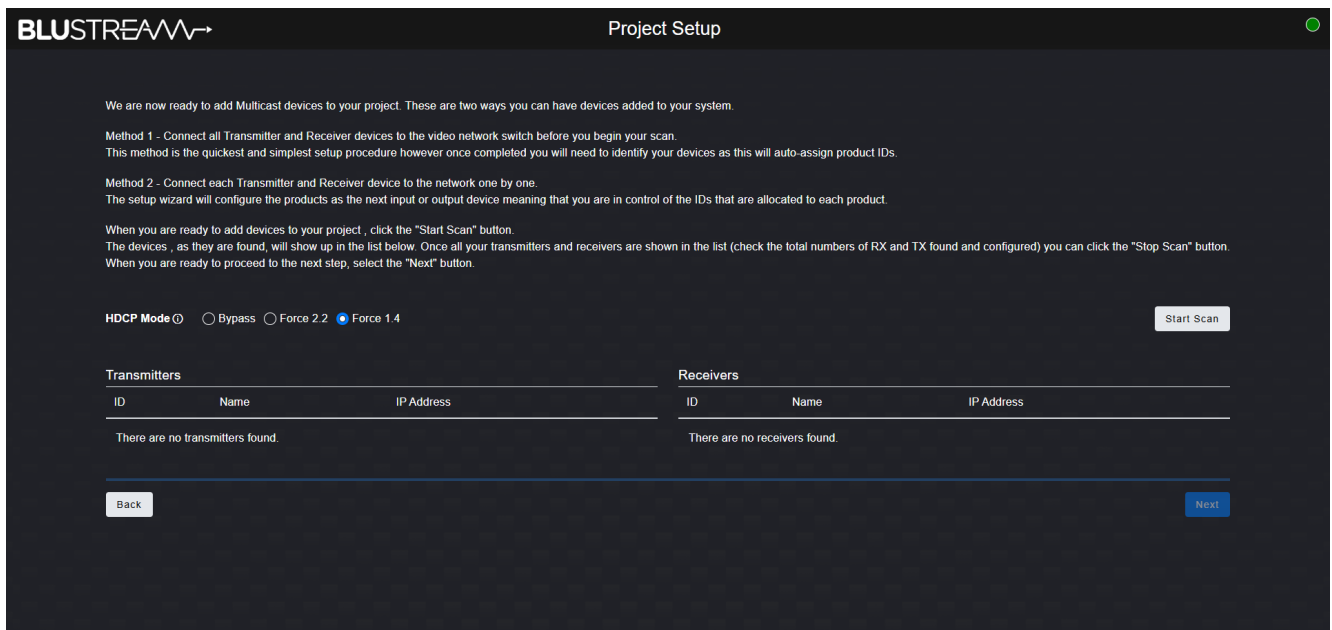 BLUSTREAM
Project Setup
We are now ready to add Multicast devices to your project. These are two ways you can have devices added to your system.
Method 1 - Connect all Transmitter and Receiver devices to the video network switch before you begin your scan.
This method is the quickest and simplest setup procedure however once completed you will need to identify your devices as this will auto-assign product IDs.
Method 2 - Connect each Transmitter and Receiver device to the network one by one.
The setup wizard will configure the products as the next input or output device meaning that you are in control of the IDs that are allocated to each product.
When you are ready to add devices to your project , click the "Start Scan" button.
The devices , as they are found, will show up in the list below. Once all your transmitters and receivers are shown in the list (check the total numbers of RX and TX found and configured) you can click the "Stop Scan" button.
When you are ready to proceed to the next step, select the "Next" button.
HDCP Mode Bypass Force 2.2 Force 1.4 Start Scan
Transmitters
ID Name IP Address
There are no transmitters found.
Receivers
ID Name IP Address
There are no receivers found.
Back Next